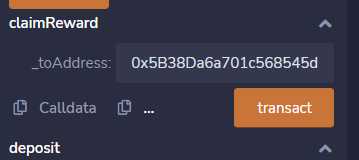 claimReward
_toAddress: 0x5B38Da6a701c568545d
Calldata ... transact
deposit